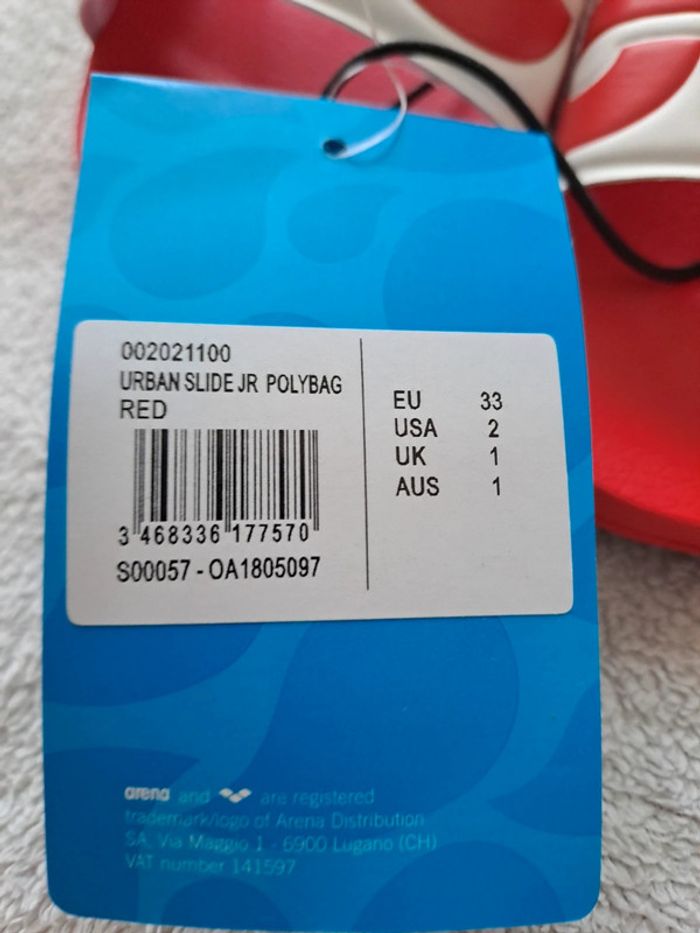 002021100
URBAN SLIDE JR POLYBAG
RED
3 468336 177570
S00057 - OA1805097
EU 33
USA 2
UK 1
AUS 1
arena and are registered
trademark/logo of Arena Distribution
SA, Via Maggio 1 - 6900 Lugano (CH)
VAT number 141597